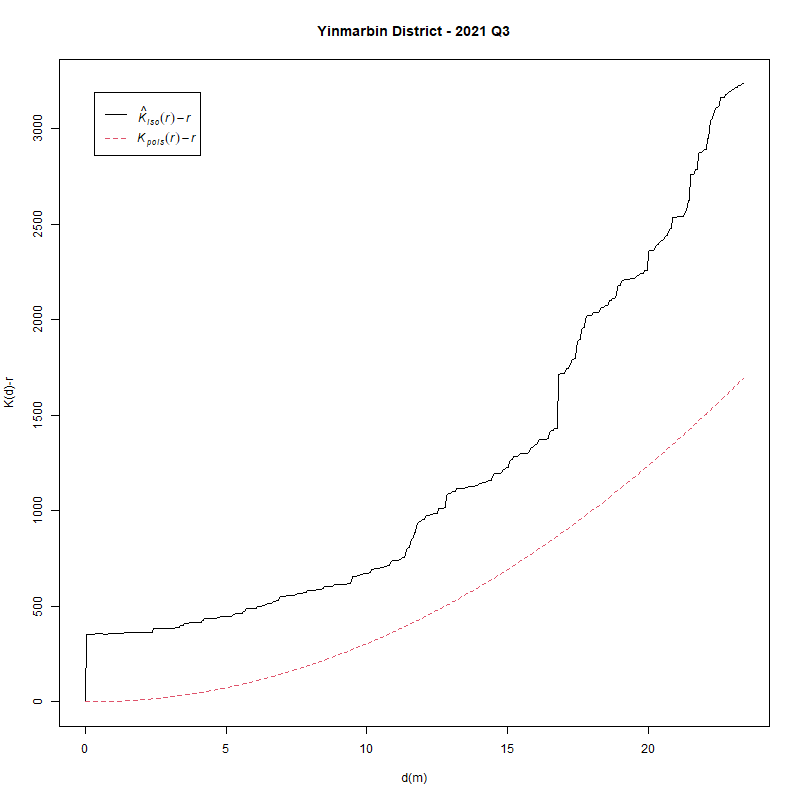 Yinmarbin District - 2021 Q3
K̂iso(r) − r
Kpois(r) − r
K(d)-r
3000
2500
2000
1500
1000
500
0
0 5 10 15 20
d(m)